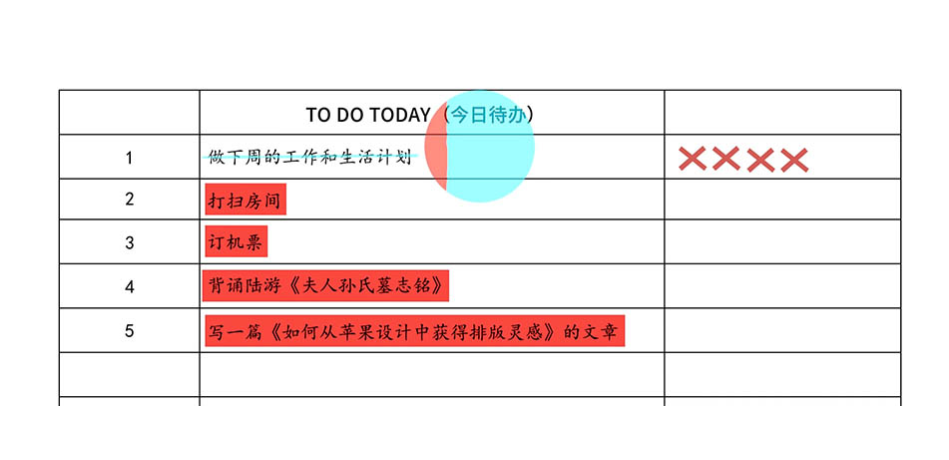 TO DO TODAY（今日待办）
1 做下周的工作和生活计划 ××××
2 打扫房间
3 订机票
4 背诵陆游《夫人孙氏墓志铭》
5 写一篇《如何从苹果设计中获得排版灵感》的文章